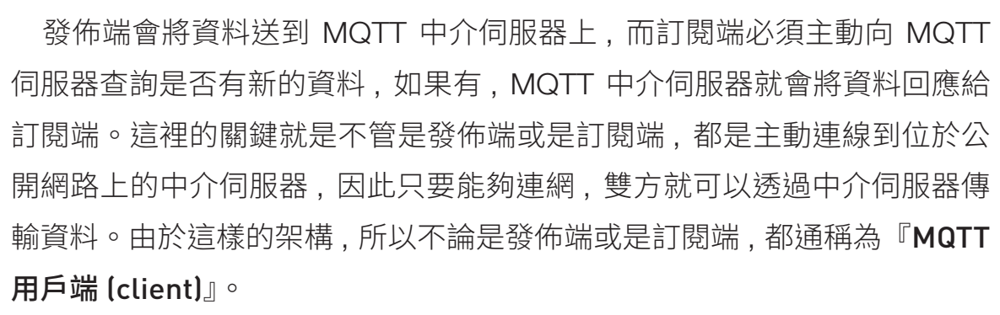 發佈端會將資料送到 MQTT 中介伺服器上，而訂閱端必須主動向 MQTT
伺服器查詢是否有新的資料，如果有，MQTT 中介伺服器就會將資料回應給
訂閱端。這裡的關鍵就是不管是發佈端或是訂閱端，都是主動連線到位於公
開網路上的中介伺服器，因此只要能夠連網，雙方就可以透過中介伺服器傳
輸資料。由於這樣的架構，所以不論是發佈端或是訂閱端，都通稱為『MQTT
用戶端 (client)』。